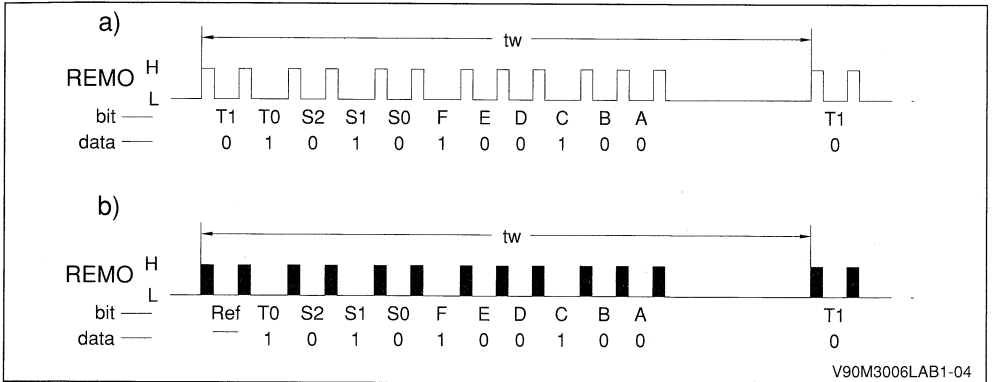 a)
tw
REMO H
L
bit — T1 T0 S2 S1 S0 F E D C B A T1
data — 0 1 0 1 0 1 0 0 1 0 0 0
b)
tw
REMO H
L
bit — Ref T0 S2 S1 S0 F E D C B A T1
data — — 1 0 1 0 1 0 0 1 0 0 0
V90M3006LAB1-04